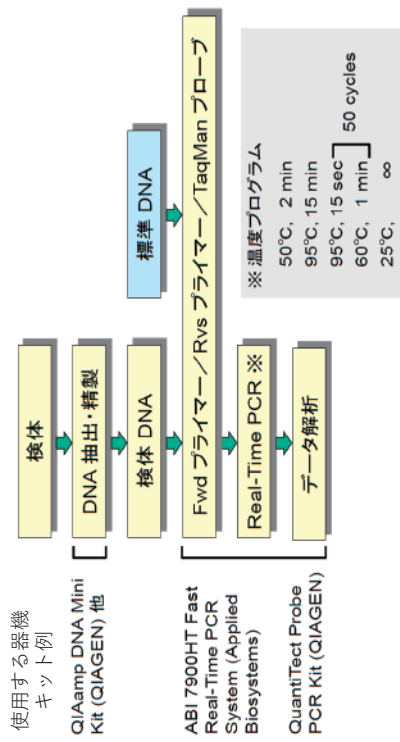 使用する器機
キット例
QIAamp DNA Mini
Kit (QIAGEN) 他
ABI 7900HT Fast
Real-Time PCR
System (Applied
Biosystems)
QuantiTect Probe
PCR Kit (QIAGEN)
検体
DNA 抽出・精製
検体 DNA
標準 DNA
Fwd プライマー／Rvs プライマー／TaqMan プローブ
Real-Time PCR ※
データ解析
※ 温度プログラム
50℃, 2 min
95℃, 15 min
95℃, 15 sec
60℃, 1 min
50 cycles
25℃, ∞